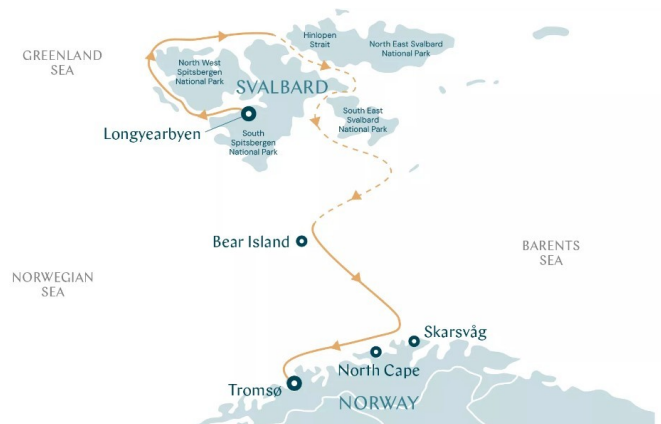 GREENLAND
SEA
Hinlopen
Strait
North East Svalbard
National Park
North West
Spitsbergen
National Park
SVALBARD
South East
Svalbard
National Park
Longyearbyen
South
Spitsbergen
National Park
Bear Island
BARENTS
SEA
NORWEGIAN
SEA
Skarsvåg
North Cape
Tromsø
NORWAY